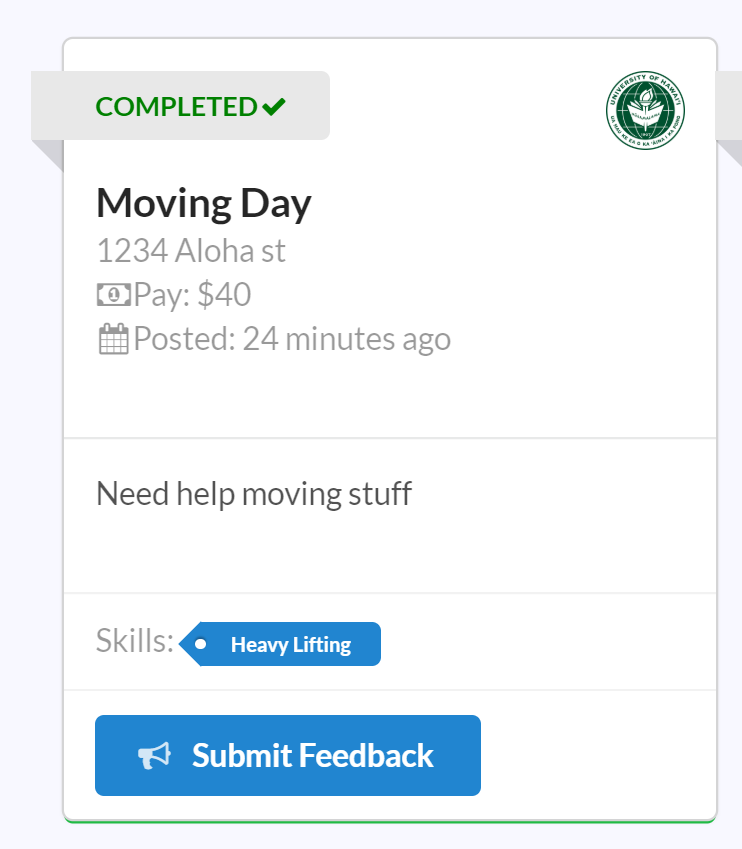 COMPLETED
UNIVERSITY OF HAWAI'I
1907
Moving Day
1234 Aloha st
Pay: $40
Posted: 24 minutes ago
Need help moving stuff
Skills: Heavy Lifting
Submit Feedback